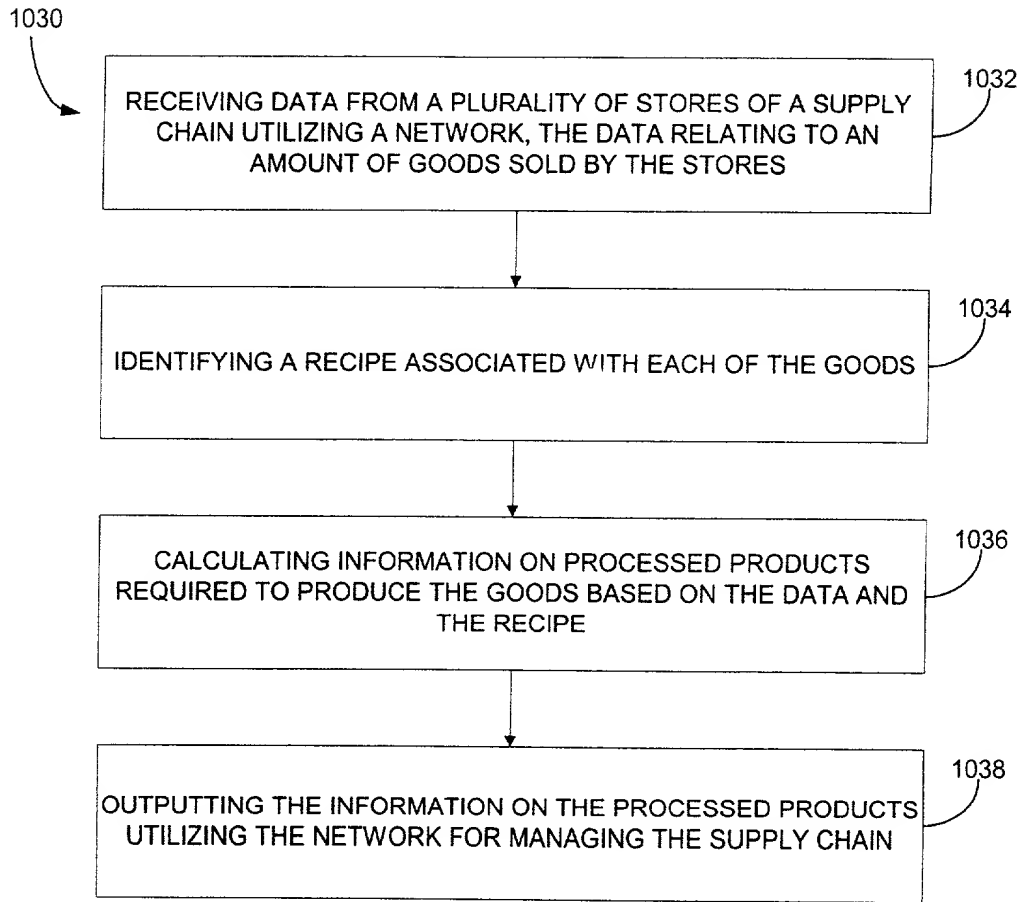 1030
1032
RECEIVING DATA FROM A PLURALITY OF STORES OF A SUPPLY
CHAIN UTILIZING A NETWORK, THE DATA RELATING TO AN
AMOUNT OF GOODS SOLD BY THE STORES
1034
IDENTIFYING A RECIPE ASSOCIATED WITH EACH OF THE GOODS
1036
CALCULATING INFORMATION ON PROCESSED PRODUCTS
REQUIRED TO PRODUCE THE GOODS BASED ON THE DATA AND
THE RECIPE
1038
OUTPUTTING THE INFORMATION ON THE PROCESSED PRODUCTS
UTILIZING THE NETWORK FOR MANAGING THE SUPPLY CHAIN